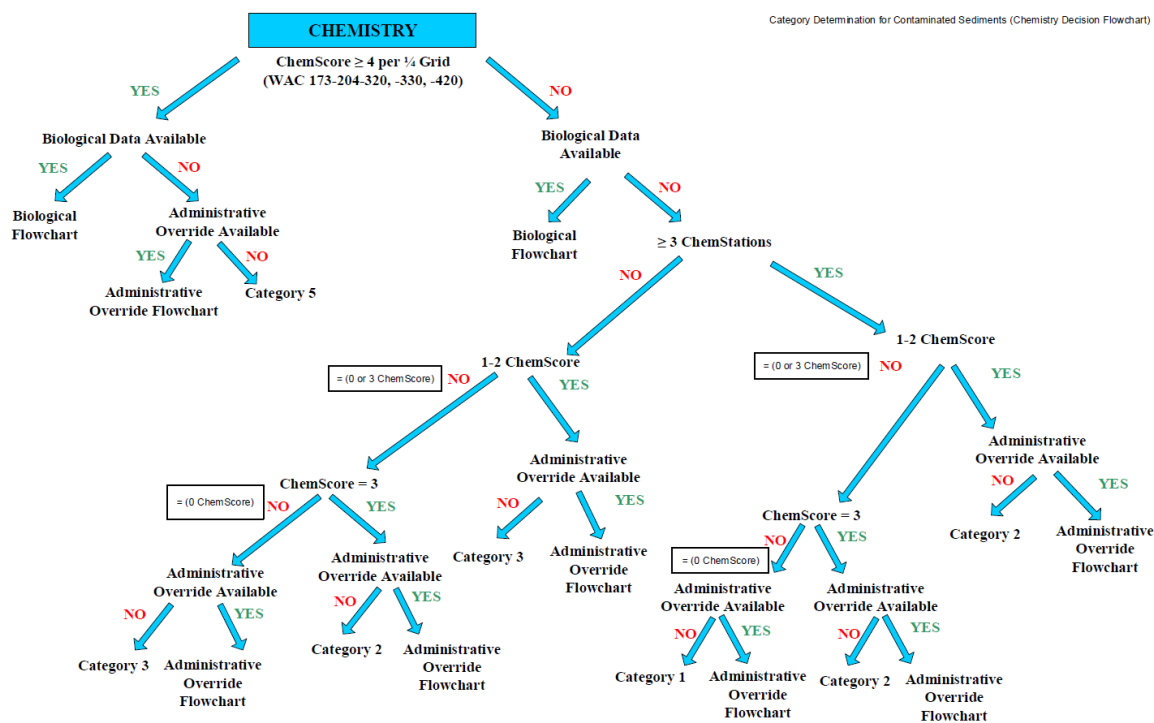 Category Determination for Contaminated Sediments (Chemistry Decision Flowchart)
CHEMISTRY
ChemScore ≥ 4 per ¼ Grid
(WAC 173-204-320, -330, -420)
YES
NO
Biological Data Available
Biological Data
Available
YES
NO
YES
NO
Biological
Flowchart
Administrative
Override Available
Biological
Flowchart
≥ 3 ChemStations
YES
NO
NO
YES
Administrative
Override Flowchart
Category 5
1-2 ChemScore
1-2 ChemScore
= (0 or 3 ChemScore)
NO
YES
= (0 or 3 ChemScore)
NO
YES
Administrative
Override Available
Administrative
Override Available
ChemScore = 3
= (0 ChemScore)
NO
YES
NO
YES
NO
YES
Category 3
Administrative
Override
Flowchart
ChemScore = 3
Category 2
Administrative
Override
Flowchart
NO
YES
= (0 ChemScore)
Administrative
Override Available
Administrative
Override Available
Administrative
Override Available
Administrative
Override Available
NO
YES
NO
YES
NO
YES
NO
YES
Category 3
Administrative
Override
Flowchart
Category 2
Administrative
Override
Flowchart
Category 1
Administrative
Override
Flowchart
Category 2
Administrative
Override
Flowchart